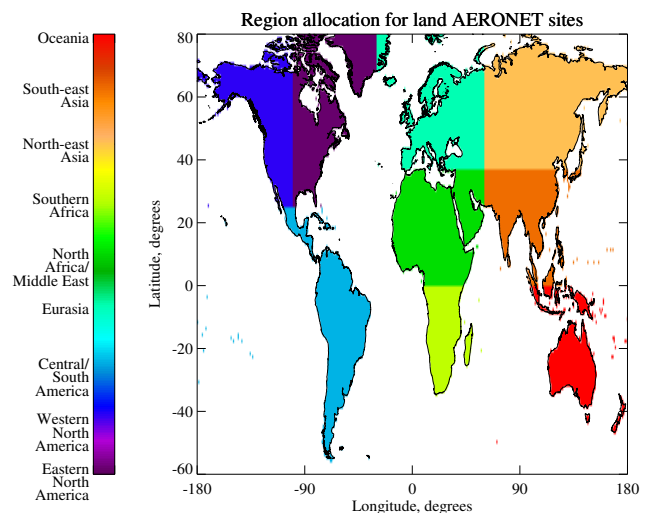 Region allocation for land AERONET sites
Oceania
South-east
Asia
North-east
Asia
Southern
Africa
North
Africa/
Middle East
Eurasia
Central/
South
America
Western
North
America
Eastern
North
America
80
60
40
20
0
-20
-40
-60
Latitude, degrees
-180
-90
0
90
180
Longitude, degrees